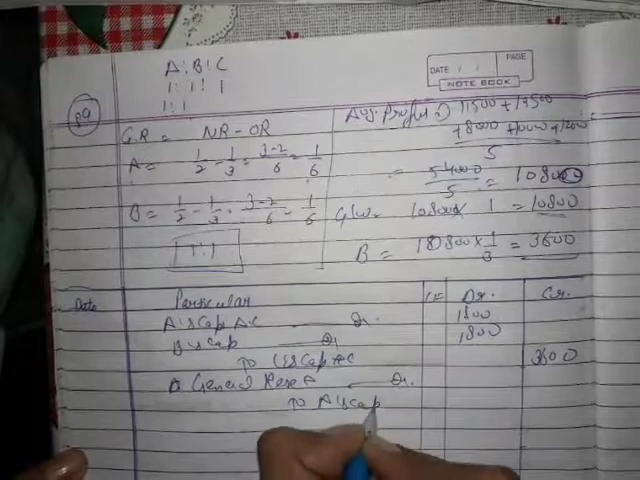 A : B : C
1 : 1 : 1
1 : 1
DATE / / PAGE
NOTE BOOK
89
G.R = NR - OR
A = 1/2 - 1/3 = 3-2/6 = 1/6
B = 1/2 - 1/3 = 3-2/6 = 1/6
1:1
Avg. Profit = 11500 +
+8000
5
= 54000/5 = 10800
G/w. = 10800 x 1 = 10800
B = 10800 x 1/3 = 3600
Date Particular Dr. Cr.
A's Cap A/C Dr. 1800
B's Cap Dr. 1800
To Cap A/C 3600
General Dr.
To A's Cap